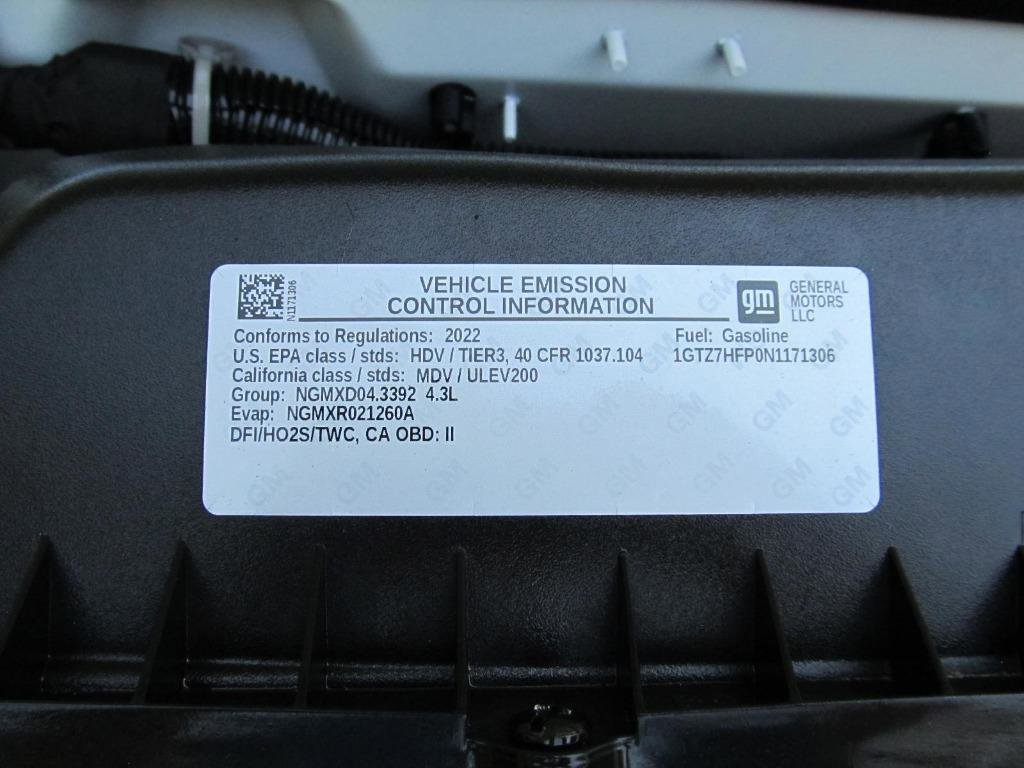 VEHICLE EMISSION
CONTROL INFORMATION
gm
GENERAL
MOTORS
LLC
N1171306
Conforms to Regulations: 2022
Fuel: Gasoline
U.S. EPA class / stds: HDV / TIER3, 40 CFR 1037.104
1GTZ7HFP0N1171306
California class / stds: MDV / ULEV200
Group: NGMXD04.3392 4.3L
Evap: NGMXR021260A
DFI/HO2S/TWC, CA OBD: II